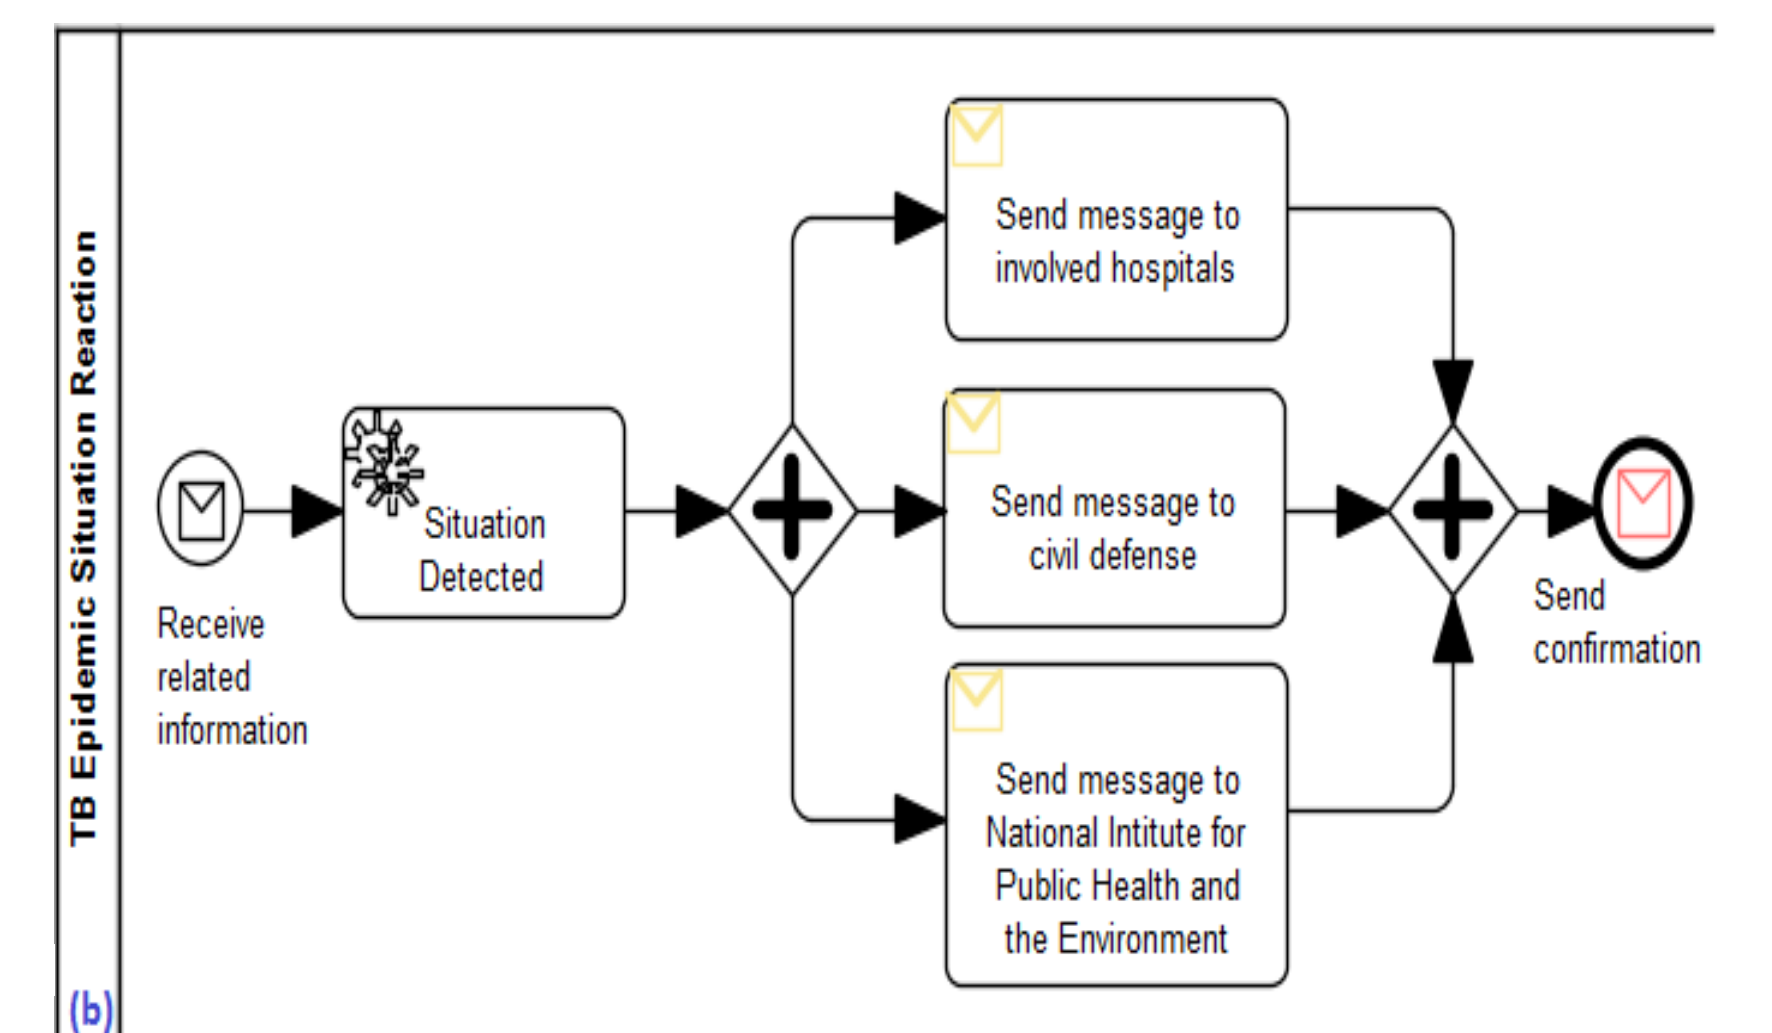 TB Epidemic Situation Reaction
(b)
Receive
related
information
Situation
Detected
Send message to
involved hospitals
Send message to
civil defense
Send message to
National Intitute for
Public Health and
the Environment
Send
confirmation